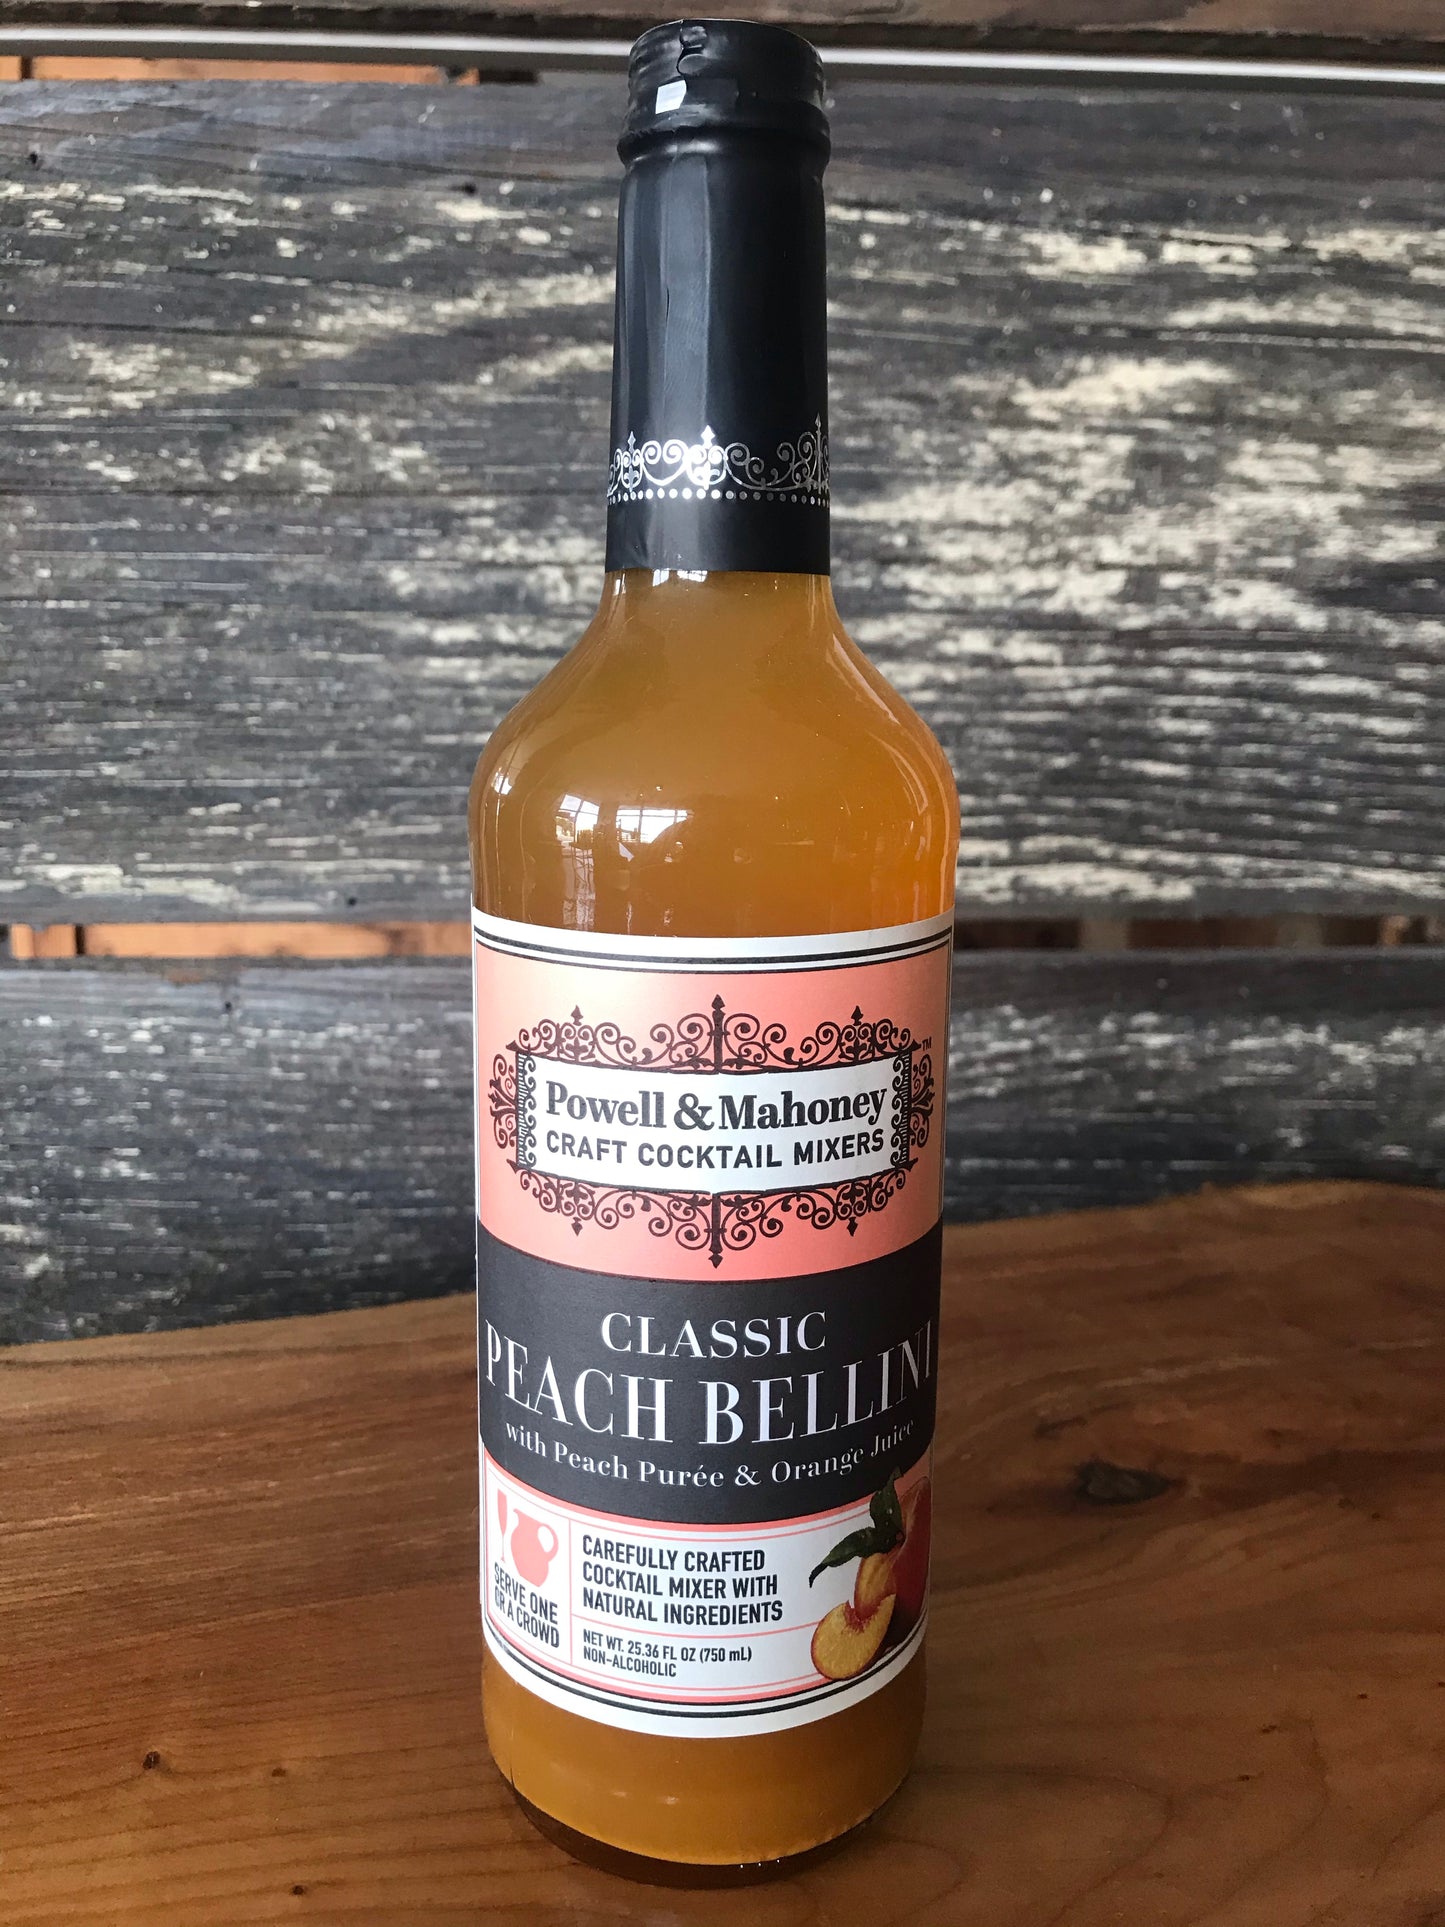 Powell & Mahoney
CRAFT COCKTAIL MIXERS
TM
CLASSIC
PEACH BELLINI
with Peach Purée & Orange Juice
SERVE ONE
OR A CROWD
CAREFULLY CRAFTED
COCKTAIL MIXER WITH
NATURAL INGREDIENTS
NET WT. 25.36 FL OZ (750 mL)
NON-ALCOHOLIC